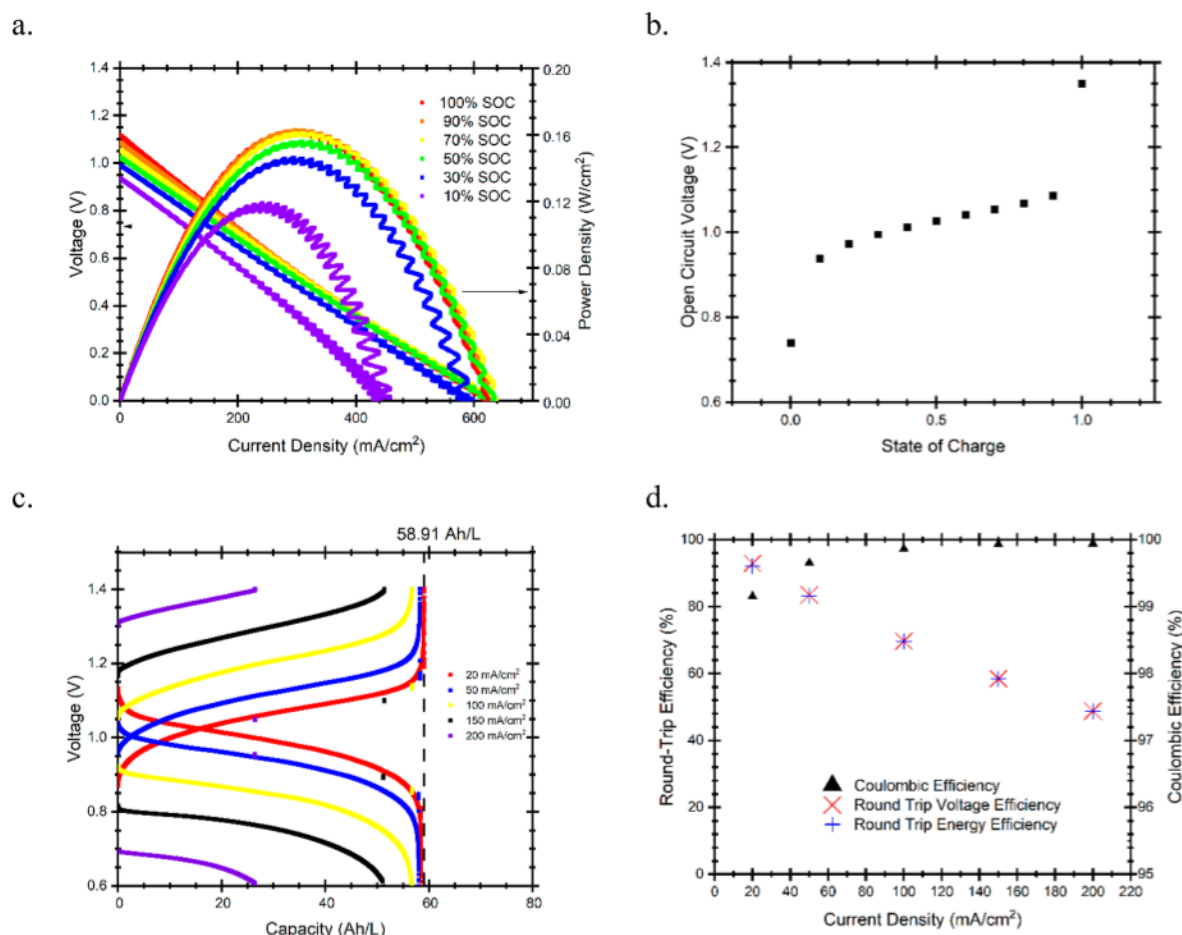 a.
1.4
1.2
1.0
0.8
0.6
0.4
0.2
0.0
Voltage (V)
0 200 400 600
Current Density (mA/cm²)
0.20
0.16
0.12
0.08
0.04
0.00
Power Density (W/cm²)
100% SOC
90% SOC
70% SOC
50% SOC
30% SOC
10% SOC
b.
1.4
1.2
1.0
0.8
0.6
Open Circuit Voltage (V)
0.0 0.5 1.0
State of Charge
c.
58.91 Ah/L
1.4
1.2
1.0
0.8
0.6
Voltage (V)
20 mA/cm²
50 mA/cm²
100 mA/cm²
150 mA/cm²
200 mA/cm²
0 20 40 60 80
Capacity (Ah/L)
d.
100
80
60
40
20
0
Round-Trip Efficiency (%)
100
99
98
97
96
95
Coulombic Efficiency (%)
Coulombic Efficiency
Round Trip Voltage Efficiency
Round Trip Energy Efficiency
0 20 40 60 80 100 120 140 160 180 200 220
Current Density (mA/cm²)